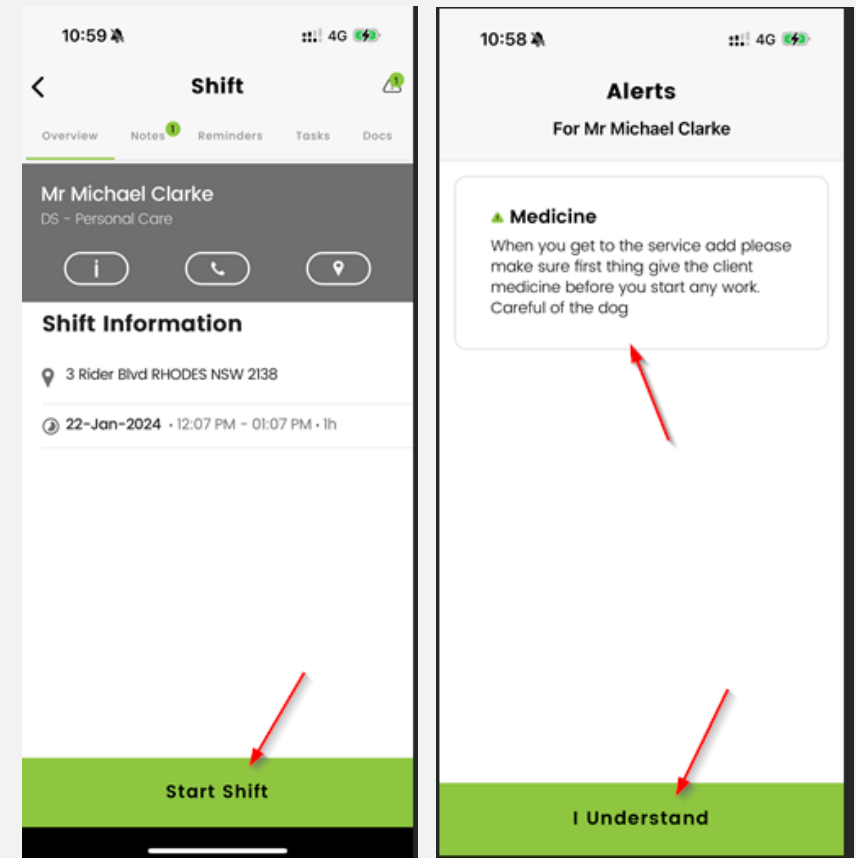 10:59
4G
Shift
1
Overview Notes 1 Reminders Tasks Docs
Mr Michael Clarke
DS - Personal Care
i
Shift Information
3 Rider Blvd RHODES NSW 2138
22-Jan-2024 • 12:07 PM - 01:07 PM • 1h
Start Shift
10:58
4G
Alerts
For Mr Michael Clarke
Medicine
When you get to the service add please
make sure first thing give the client
medicine before you start any work.
Careful of the dog
I Understand